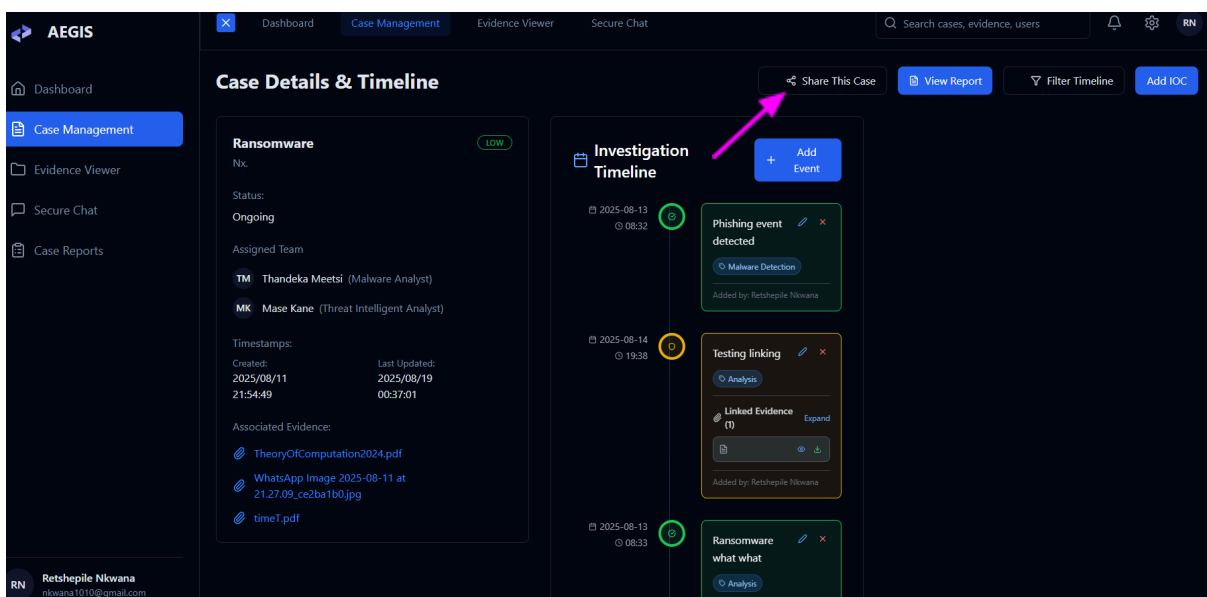 AEGIS
Dashboard
Case Management
Evidence Viewer
Secure Chat
Search cases, evidence, users
RN
Dashboard
Case Management
Evidence Viewer
Secure Chat
Case Reports
RN
Retshepile Nkwana
nkwana1010@gmail.com
Case Details & Timeline
Share This Case
View Report
Filter Timeline
Add IOC
Ransomware
LOW
Nx.
Status:
Ongoing
Assigned Team
TM
Thandeka Meetsi (Malware Analyst)
MK
Mase Kane (Threat Intelligent Analyst)
Timestamps:
Created:
2025/08/11
21:54:49
Last Updated:
2025/08/19
00:37:01
Associated Evidence:
TheoryOfComputation2024.pdf
WhatsApp Image 2025-08-11 at
21.27.09_ce2ba1b0.jpg
timeT.pdf
Investigation
Timeline
Add
Event
2025-08-13
08:32
Phishing event
detected
Malware Detection
Added by: Retshepile Nkwana
2025-08-14
19:38
Testing linking
Analysis
Linked Evidence
(1)
Expand
Added by: Retshepile Nkwana
2025-08-13
08:33
Ransomware
what what
Analysis